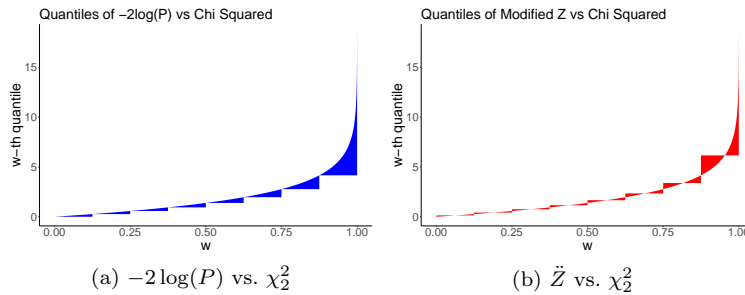 Quantiles of -2log(P) vs Chi Squared
w-th quantile
15
10
5
0
0.00 0.25 0.50 0.75 1.00
w
(a) −2 log(P) vs. χ²₂
Quantiles of Modified Z vs Chi Squared
w-th quantile
15
10
5
0
0.00 0.25 0.50 0.75 1.00
w
(b) Z̈ vs. χ²₂